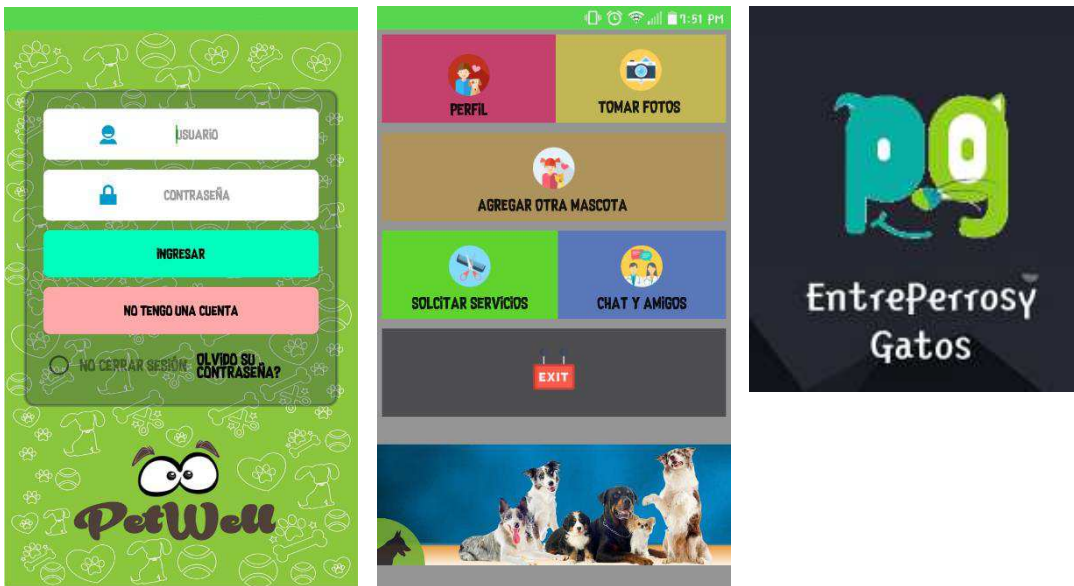 USUARIO
CONTRASEÑA
INGRESAR
NO TENGO UNA CUENTA
NO CERRAR SESIÓN
OLVIDO SU
CONTRASEÑA?
PetWell
7:51 PM
PERFIL
TOMAR FOTOS
AGREGAR OTRA MASCOTA
SOLCITAR SERVICIOS
CHAT Y AMIGOS
EXIT
pg
EntrePerrosy
Gatos